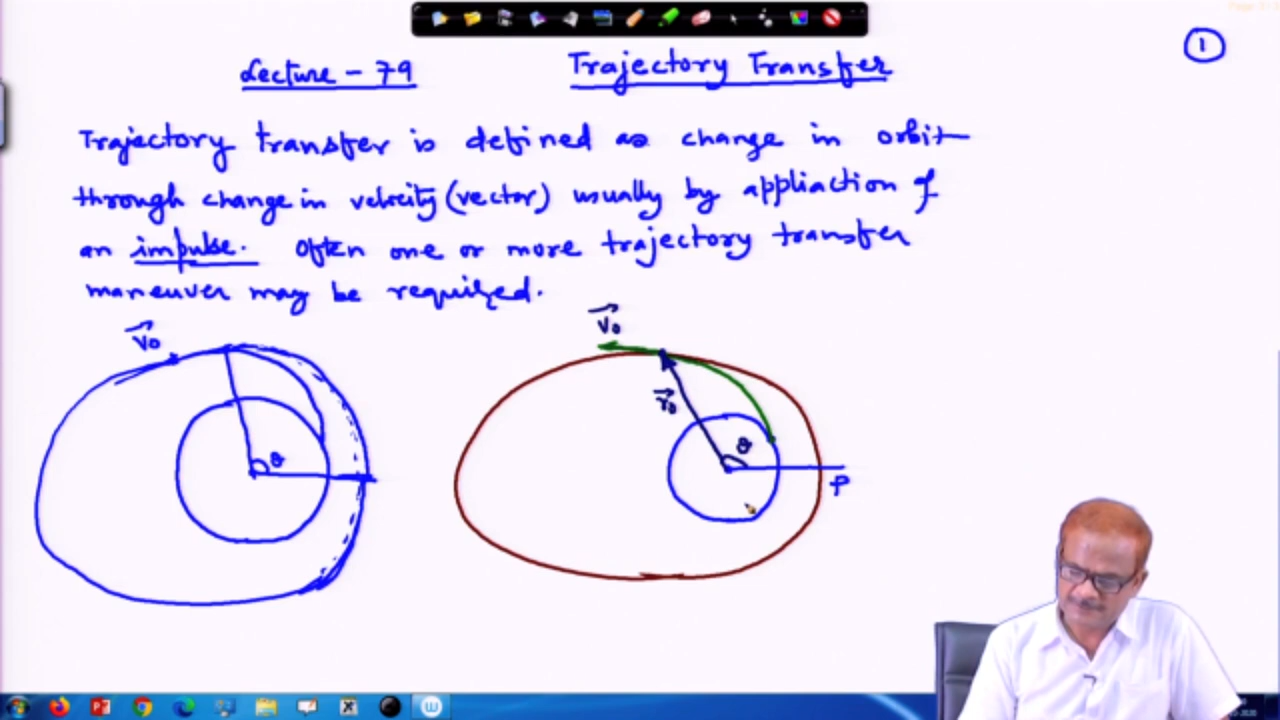 ①
Lecture - 79 Trajectory Transfer
Trajectory transfer is defined as change in orbit
through change in velocity (vector) usually by appliaction of
an impulse. Often one or more trajectory transfer
maneuver may be required.
V₀
θ
V₀
r₀
θ
P